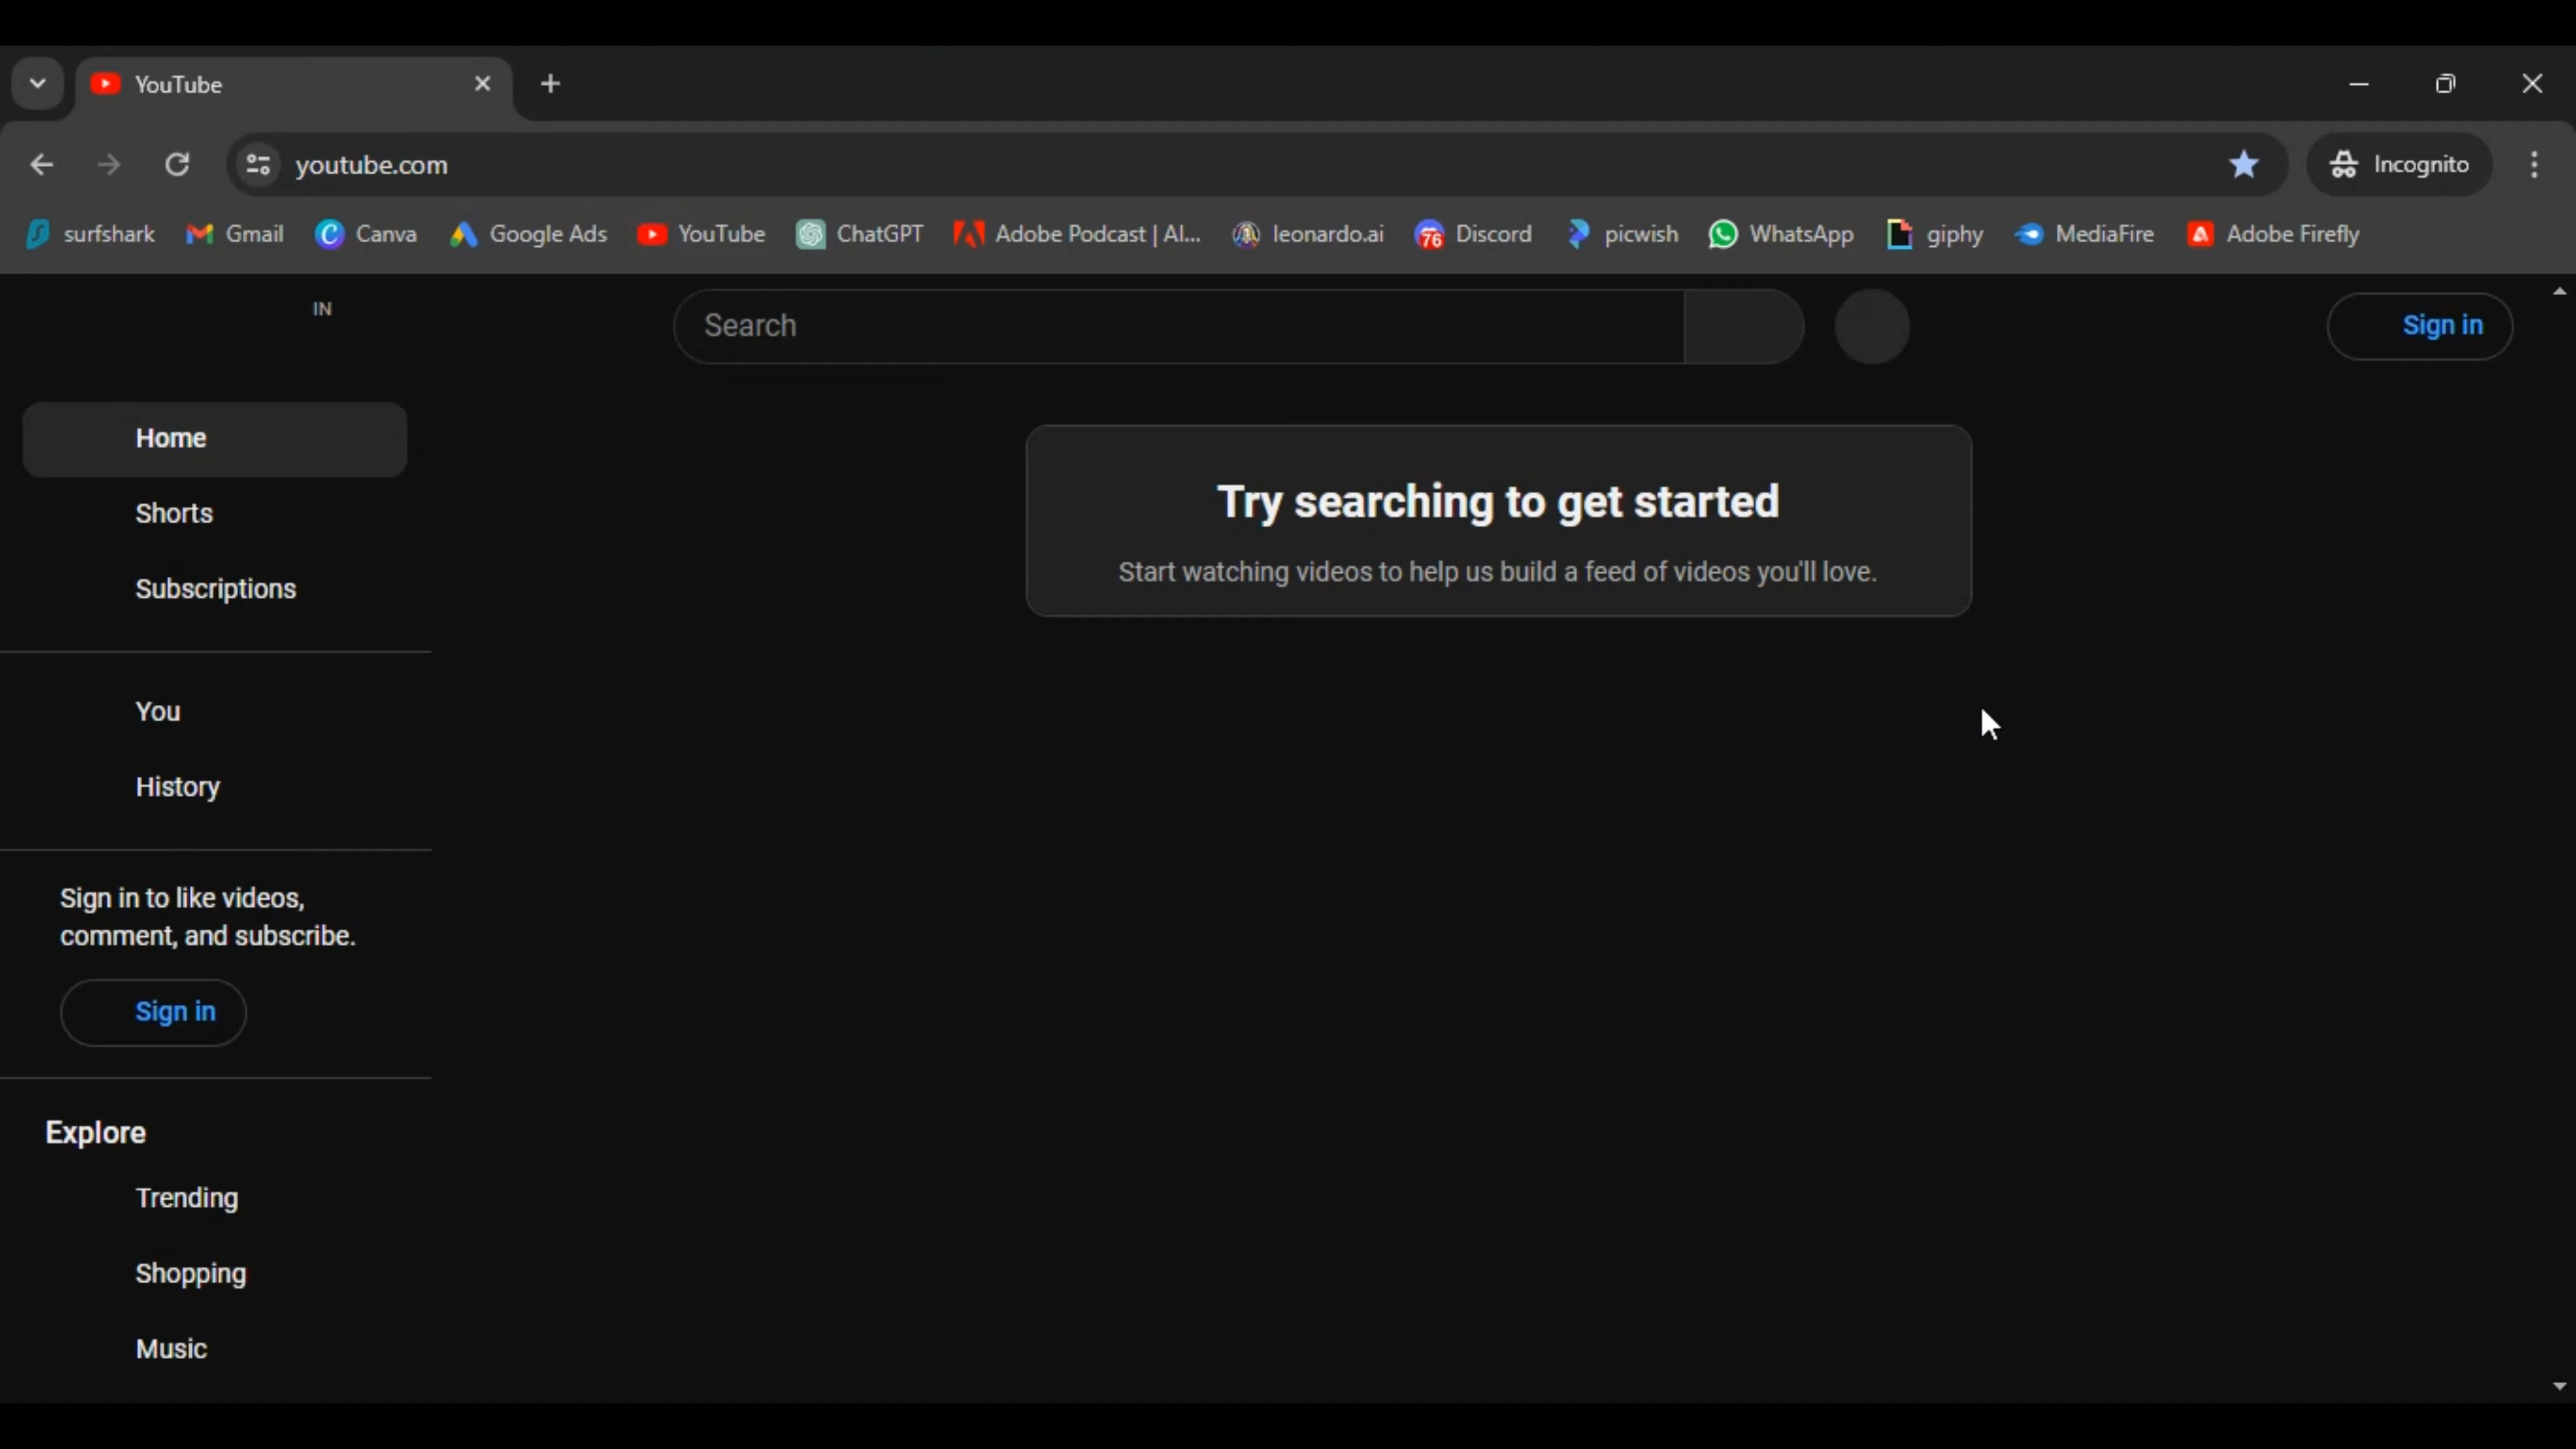 YouTube
youtube.com
Incognito
surfshark Gmail Canva Google Ads YouTube ChatGPT Adobe Podcast | AI... leonardo.ai 76 Discord picwish WhatsApp giphy MediaFire Adobe Firefly
IN
Search
Sign in
Home
Shorts
Subscriptions
You
History
Sign in to like videos,
comment, and subscribe.
Sign in
Explore
Trending
Shopping
Music
Try searching to get started
Start watching videos to help us build a feed of videos you'll love.